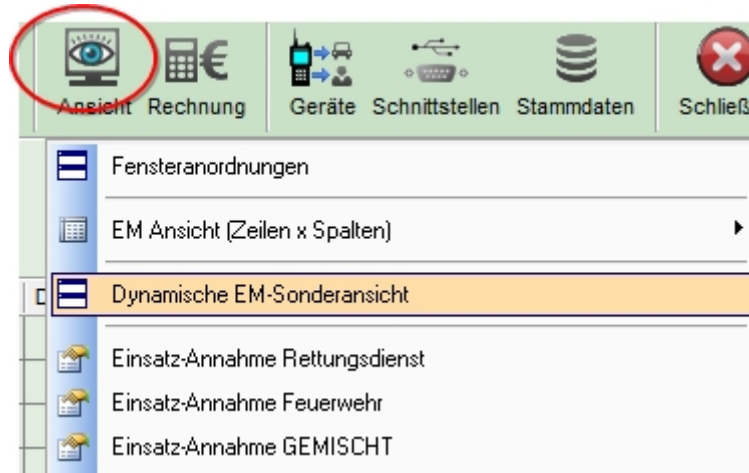 Ansicht Rechnung Geräte Schnittstellen Stammdaten Schließ
Fensteranordnungen
EM Ansicht (Zeilen x Spalten)
Dynamische EM-Sonderansicht
Einsatz-Annahme Rettungsdienst
Einsatz-Annahme Feuerwehr
Einsatz-Annahme GEMISCHT